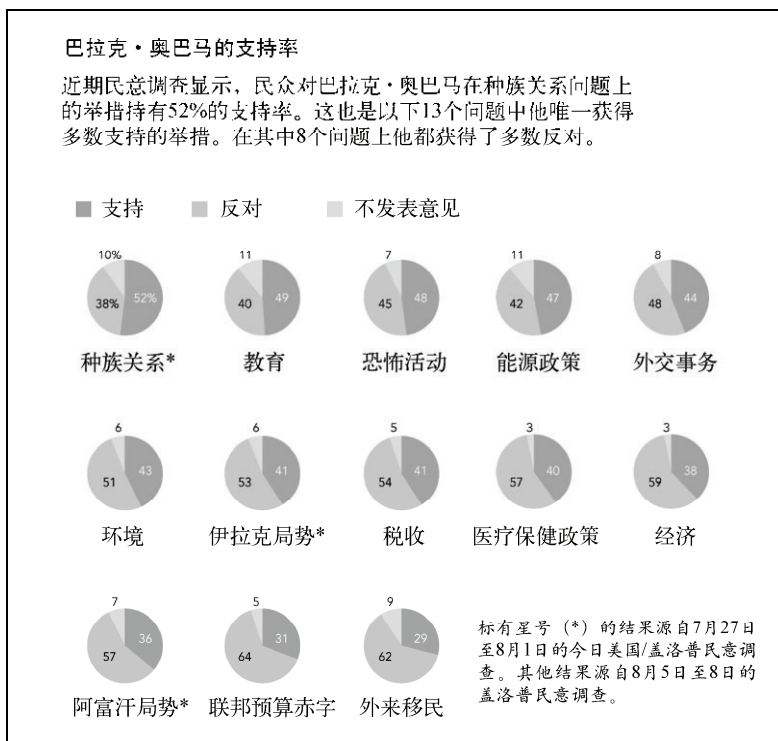 巴拉克·奥巴马的支持率
近期民意调查显示，民众对巴拉克·奥巴马在种族关系问题上
的举措持有52%的支持率。这也是以下13个问题中他唯一获得
多数支持的举措。在其中8个问题上他都获得了多数反对。
支持 反对 不发表意见
10% 11 7 11 8
38% 52% 40 49 45 48 42 47 48 44
种族关系* 教育 恐怖活动 能源政策 外交事务
6 6 5 3 3
51 43 53 41 54 41 57 40 59 38
环境 伊拉克局势* 税收 医疗保健政策 经济
7 5 9
57 36 64 31 62 29
阿富汗局势* 联邦预算赤字 外来移民
标有星号（*）的结果源自7月27日
至8月1日的今日美国/盖洛普民意调
查。其他结果源自8月5日至8日的
盖洛普民意调查。